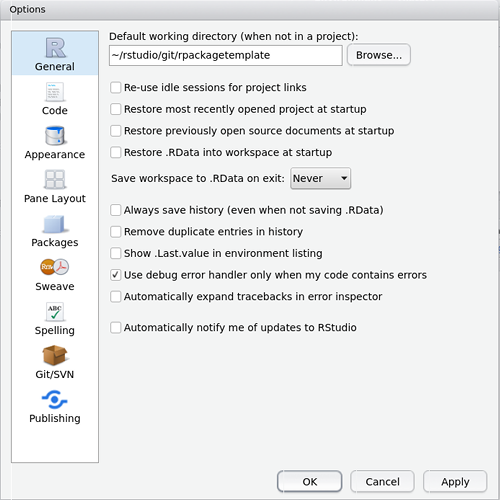 Options
General
Code
Appearance
Pane Layout
Packages
Sweave
ABC
Spelling
Git/SVN
Publishing
Default working directory (when not in a project):
~/rstudio/git/rpackagetemplate
Browse...
Re-use idle sessions for project links
Restore most recently opened project at startup
Restore previously open source documents at startup
Restore .RData into workspace at startup
Save workspace to .RData on exit: Never
Always save history (even when not saving .RData)
Remove duplicate entries in history
Show .Last.value in environment listing
Use debug error handler only when my code contains errors
Automatically expand tracebacks in error inspector
Automatically notify me of updates to RStudio
OK
Cancel
Apply